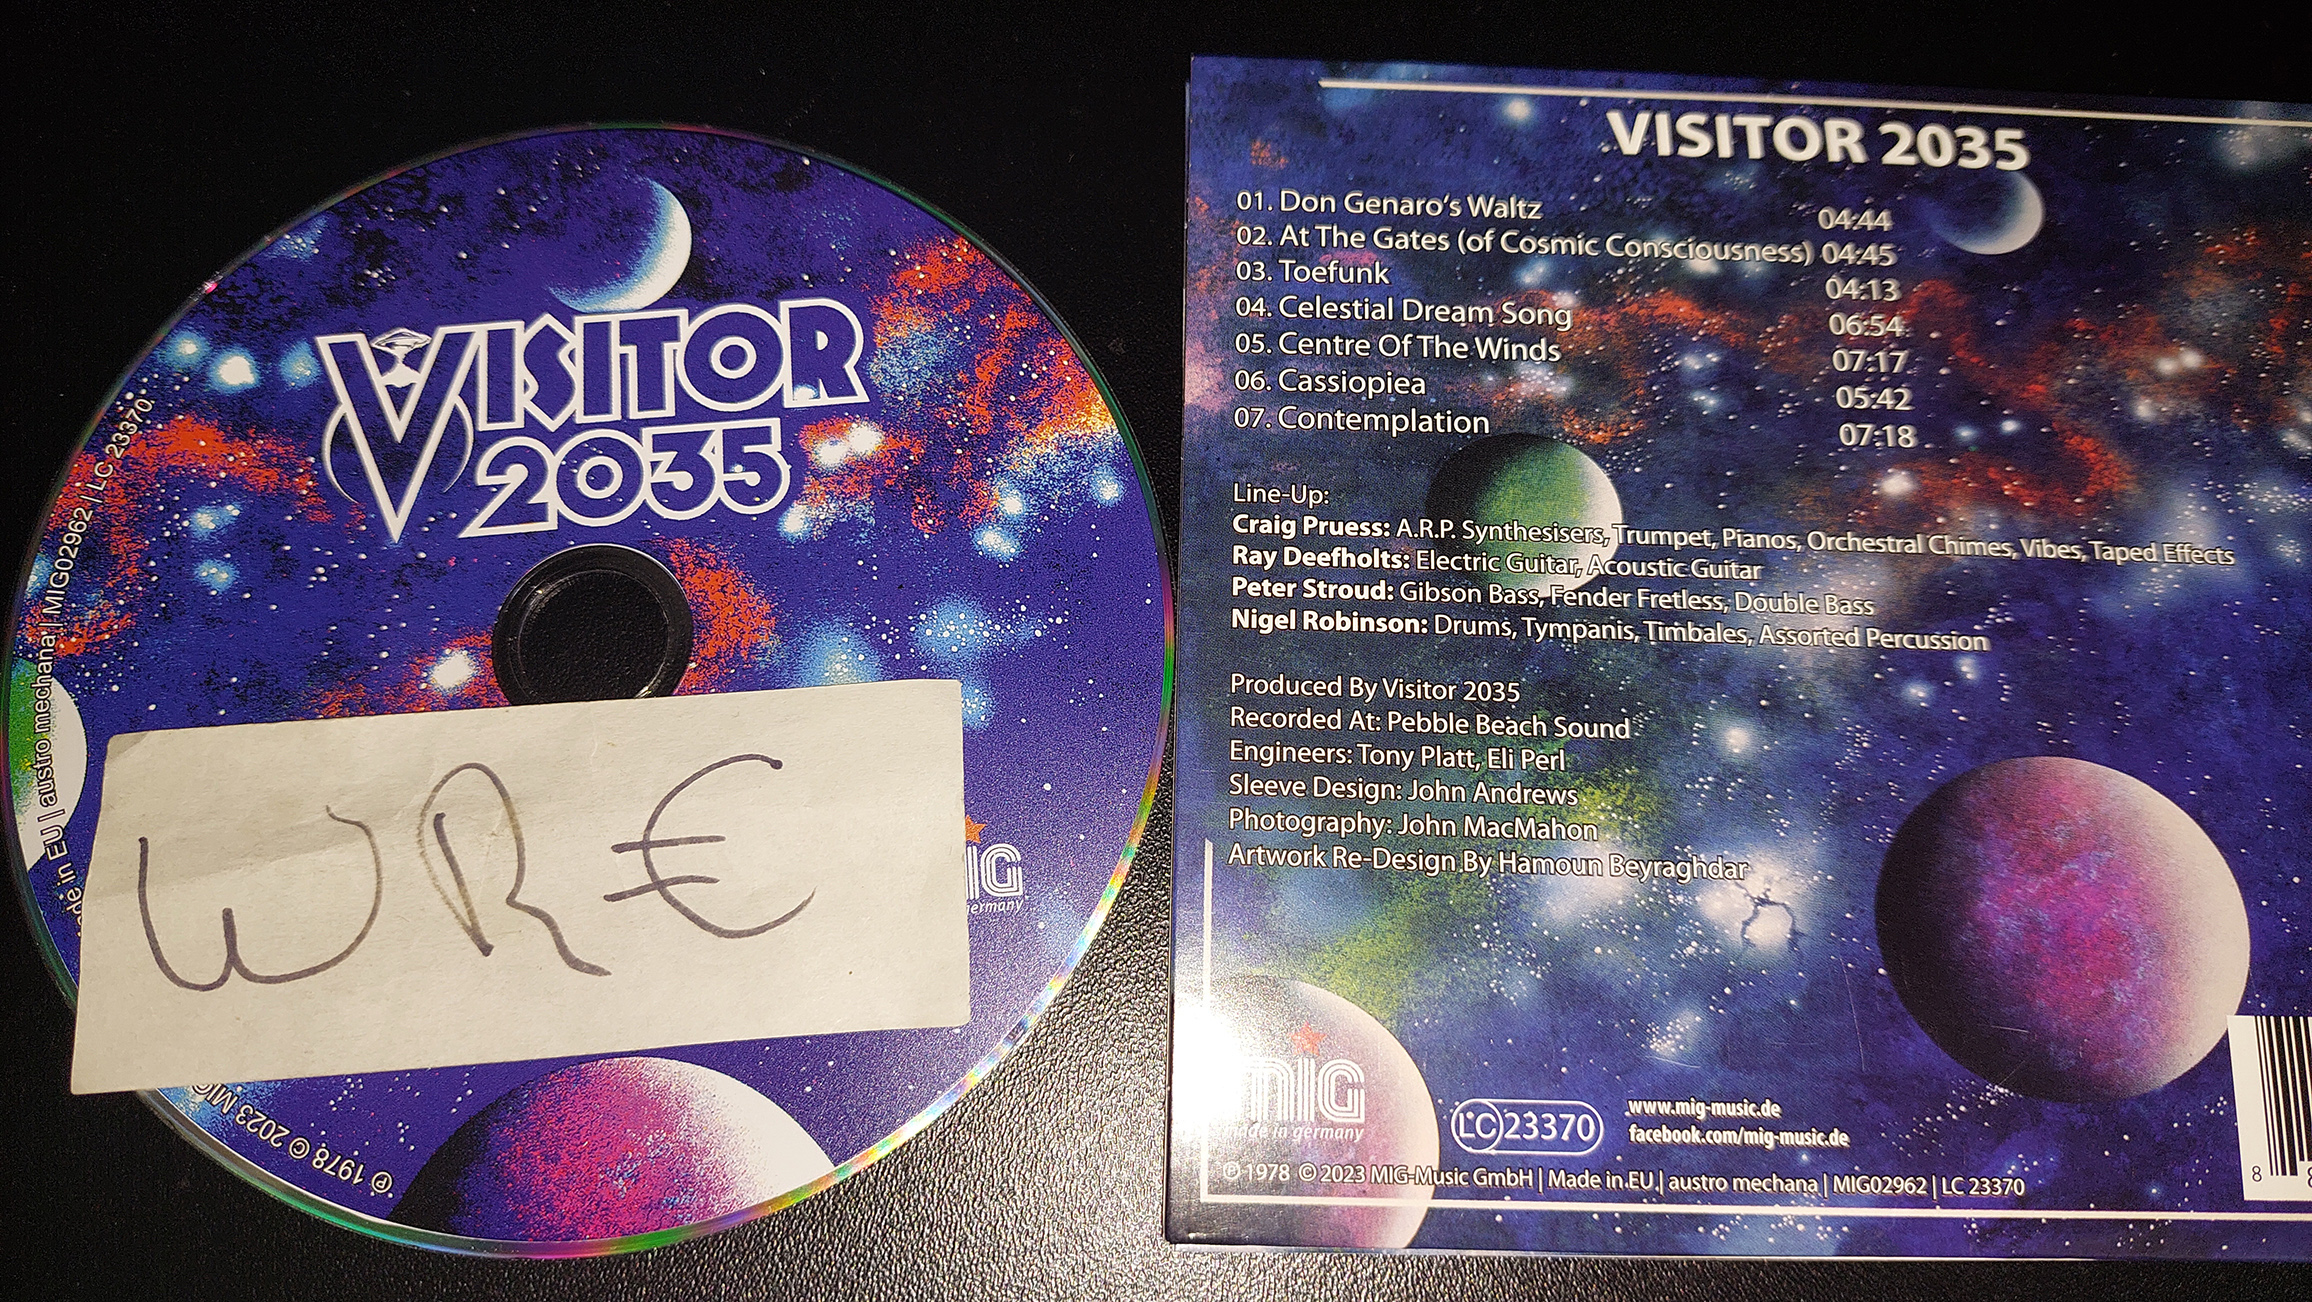 VISITOR
2035
made in EU | austro mechana | MIG02962 | LC 23370
℗ 1978 © 2023 MIG
MIG
germany
WR€
VISITOR 2035
01. Don Genaro's Waltz 04:44
02. At The Gates (of Cosmic Consciousness) 04:45
03. Toefunk 04:13
04. Celestial Dream Song 06:54
05. Centre Of The Winds 07:17
06. Cassiopiea 05:42
07. Contemplation 07:18
Line-Up:
Craig Pruess: A.R.P. Synthesisers, Trumpet, Pianos, Orchestral Chimes, Vibes, Taped Effects
Ray Deefholts: Electric Guitar, Acoustic Guitar
Peter Stroud: Gibson Bass, Fender Fretless, Double Bass
Nigel Robinson: Drums, Tympanis, Timbales, Assorted Percussion
Produced By Visitor 2035
Recorded At: Pebble Beach Sound
Engineers: Tony Platt, Eli Perl
Sleeve Design: John Andrews
Photography: John MacMahon
Artwork Re-Design By Hamoun Beyraghdar
MIG
made in germany
LC 23370
www.mig-music.de
facebook.com/mig-music.de
℗ 1978 © 2023 MIG-Music GmbH | Made in EU | austro mechana | MIG02962 | LC 23370
8